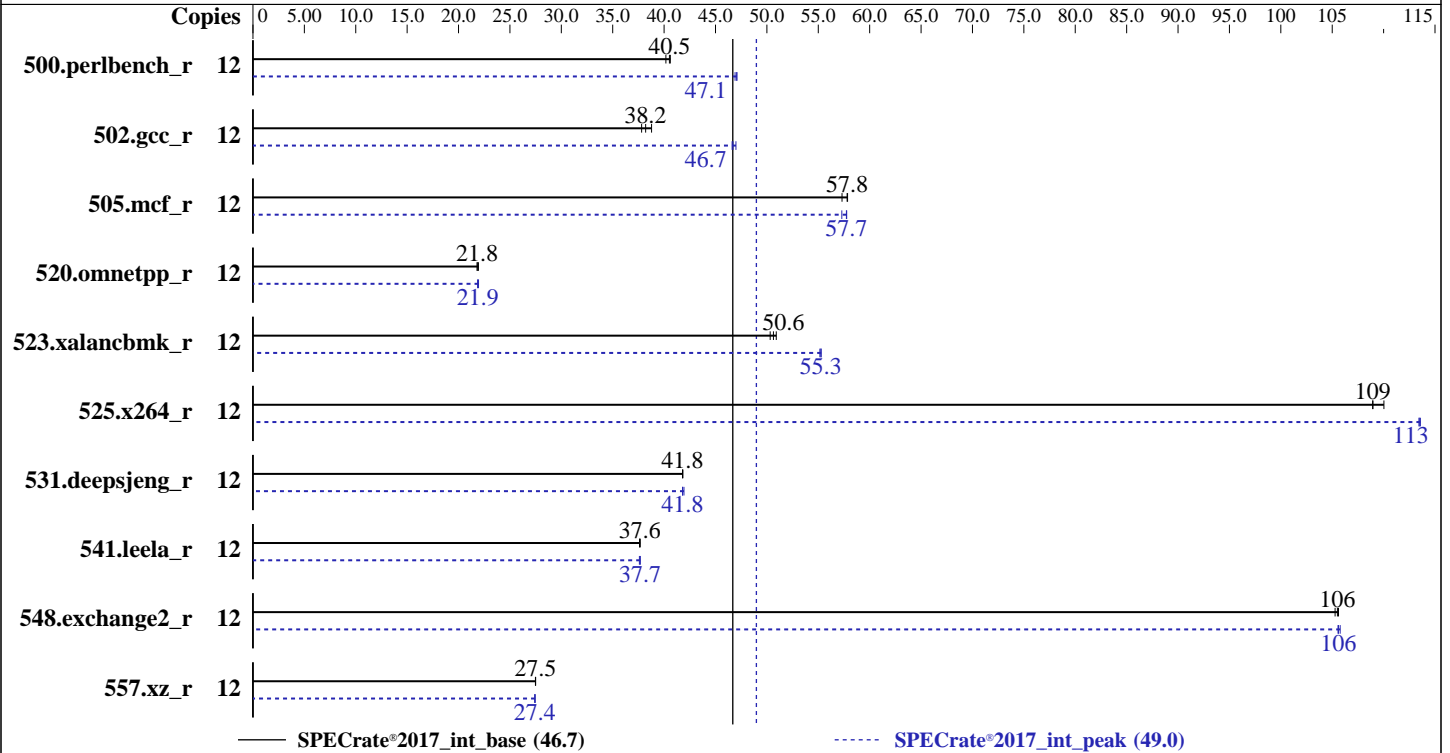 Copies 0 5.00 10.0 15.0 20.0 25.0 30.0 35.0 40.0 45.0 50.0 55.0 60.0 65.0 70.0 75.0 80.0 85.0 90.0 95.0 100 105 115
500.perlbench_r 12 40.5
47.1
502.gcc_r 12 38.2
46.7
505.mcf_r 12 57.8
57.7
520.omnetpp_r 12 21.8
21.9
523.xalancbmk_r 12 50.6
55.3
525.x264_r 12 109
113
531.deepsjeng_r 12 41.8
41.8
541.leela_r 12 37.6
37.7
548.exchange2_r 12 106
106
557.xz_r 12 27.5
27.4
SPECrate®2017_int_base (46.7) SPECrate®2017_int_peak (49.0)